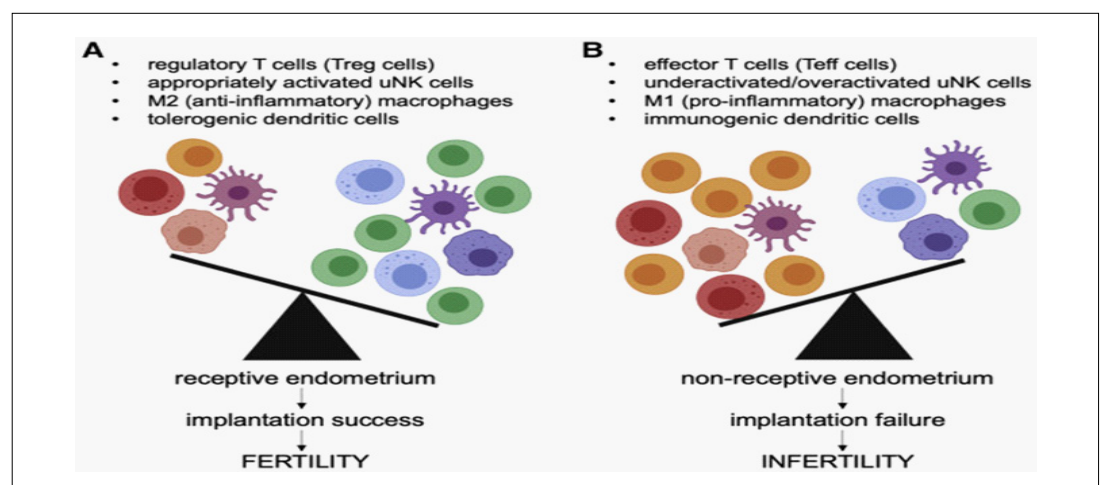 A
• regulatory T cells (Treg cells)
• appropriately activated uNK cells
• M2 (anti-inflammatory) macrophages
• tolerogenic dendritic cells
receptive endometrium
implantation success
FERTILITY
B
• effector T cells (Teff cells)
• underactivated/overactivated uNK cells
• M1 (pro-inflammatory) macrophages
• immunogenic dendritic cells
non-receptive endometrium
implantation failure
INFERTILITY